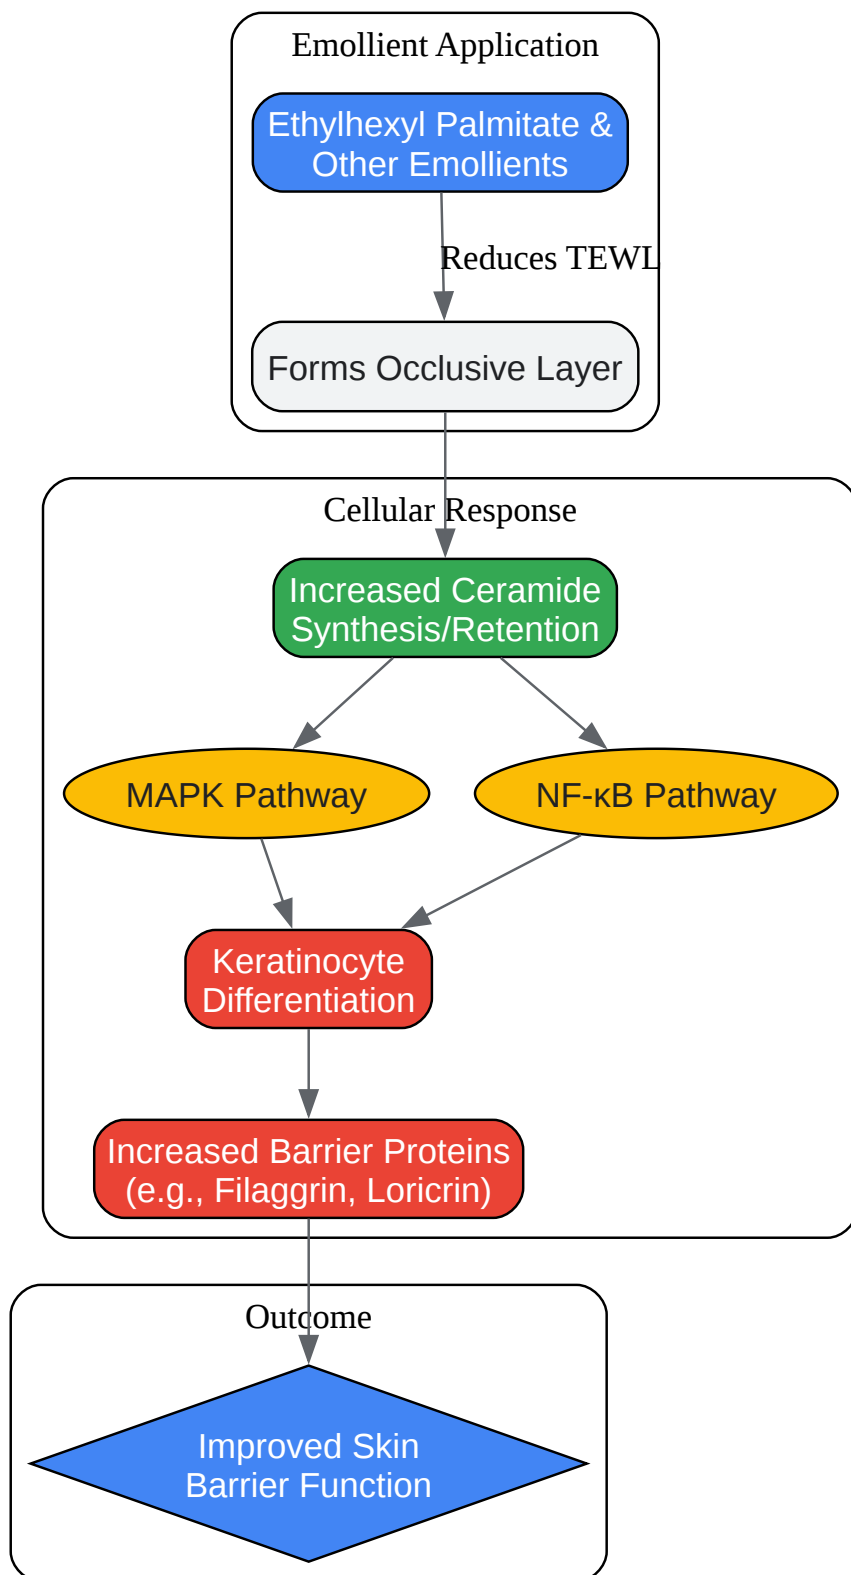 Emollient Application
Ethylhexyl Palmitate &
Other Emollients
Reduces TEWL
Forms Occlusive Layer
Cellular Response
Increased Ceramide
Synthesis/Retention
MAPK Pathway
NF-κB Pathway
Keratinocyte
Differentiation
Increased Barrier Proteins
(e.g., Filaggrin, Loricrin)
Outcome
Improved Skin
Barrier Function